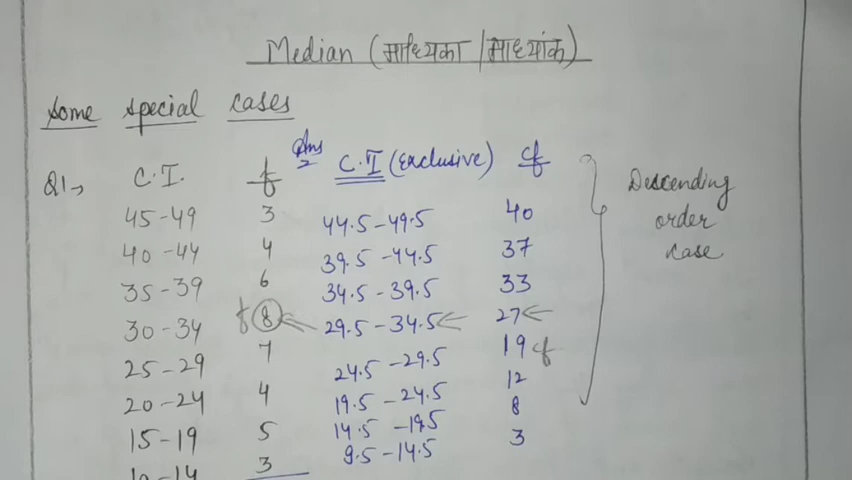 Median (माध्यिका/माध्यांक)
Some special cases
Q1→ C.I. f Ans C.I (Exclusive) cf
45-49 3 44.5-49.5 40
40-44 4 39.5-44.5 37
35-39 6 34.5-39.5 33
30-34 f 8 29.5-34.5 27
25-29 7 24.5-29.5 19 cf
20-24 4 19.5-24.5 12
15-19 5 14.5-19.5 8
10-14 3 9.5-14.5 3
Descending
order
case